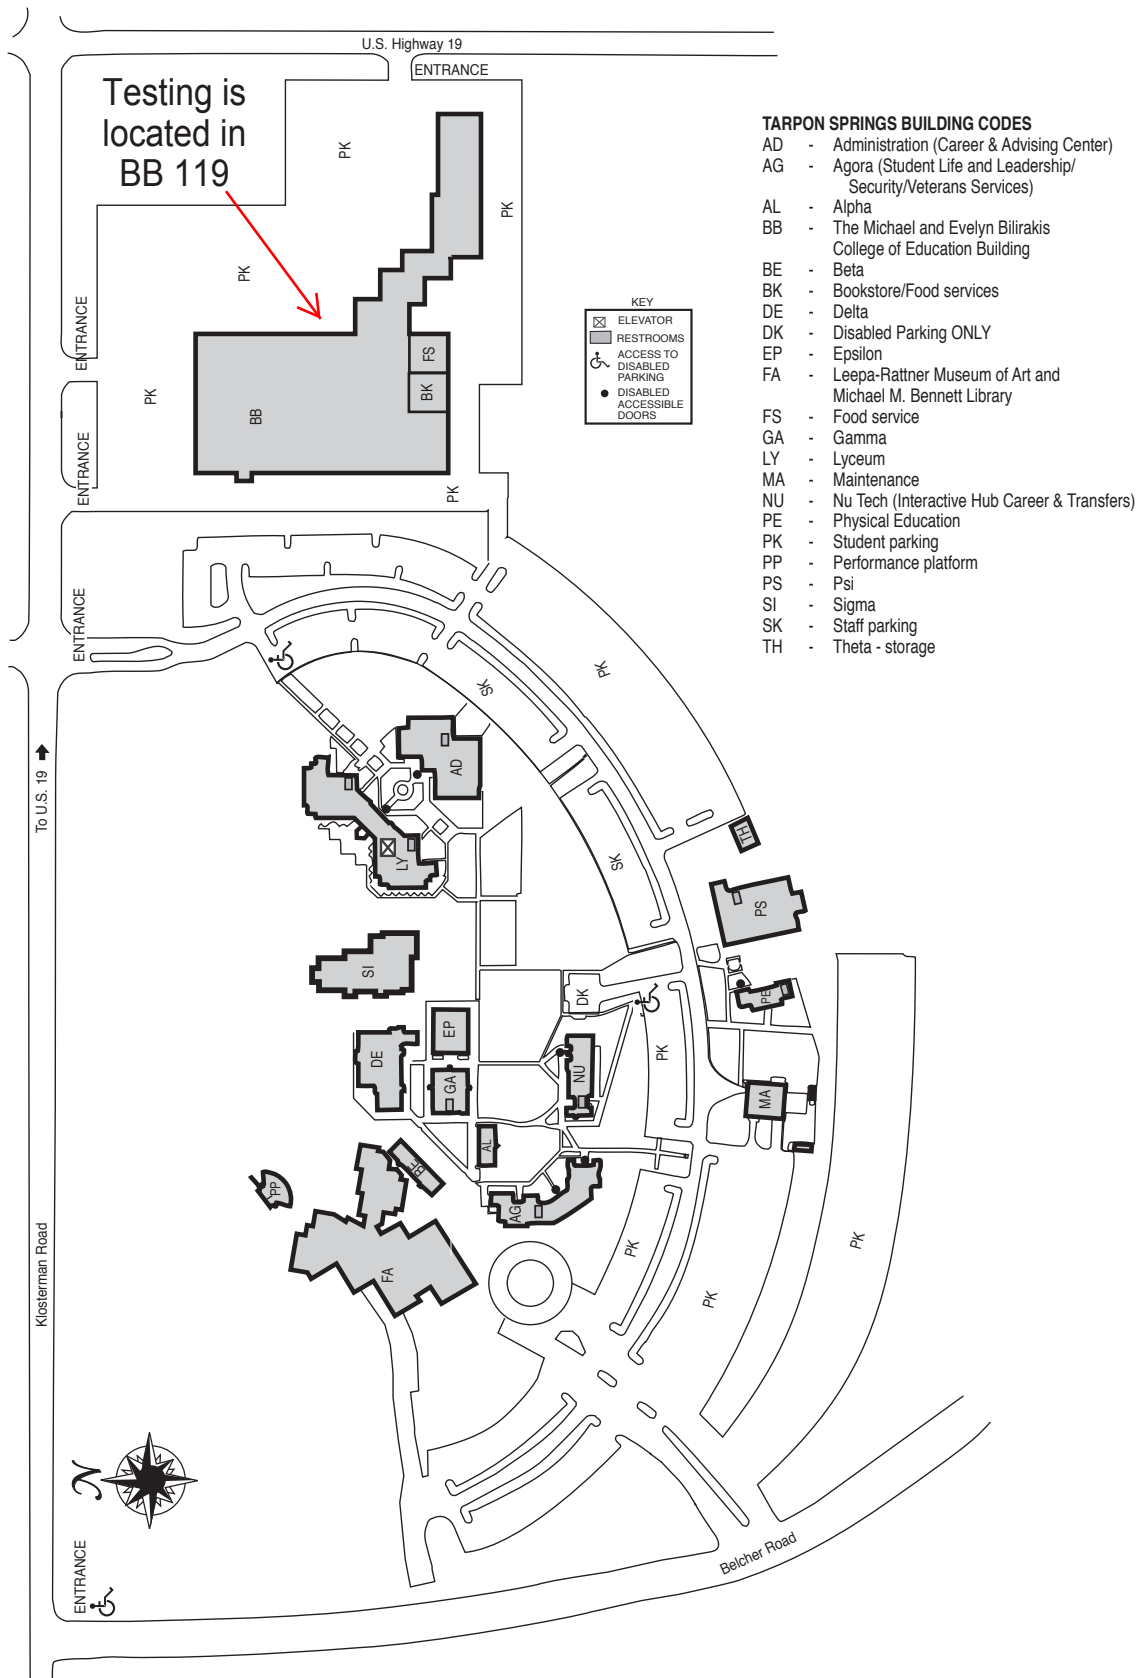 U.S. Highway 19
ENTRANCE
Testing is
located in
BB 119
PK
PK
PK
PK
PK
ENTRANCE
ENTRANCE
ENTRANCE
BB
FS
BK
KEY
ELEVATOR
RESTROOMS
ACCESS TO
DISABLED
PARKING
DISABLED
ACCESSIBLE
DOORS
TARPON SPRINGS BUILDING CODES
AD - Administration (Career & Advising Center)
AG - Agora (Student Life and Leadership/
Security/Veterans Services)
AL - Alpha
BB - The Michael and Evelyn Bilirakis
College of Education Building
BE - Beta
BK - Bookstore/Food services
DE - Delta
DK - Disabled Parking ONLY
EP - Epsilon
FA - Leepa-Rattner Museum of Art and
Michael M. Bennett Library
FS - Food service
GA - Gamma
LY - Lyceum
MA - Maintenance
NU - Nu Tech (Interactive Hub Career & Transfers)
PE - Physical Education
PK - Student parking
PP - Performance platform
PS - Psi
SI - Sigma
SK - Staff parking
TH - Theta - storage
PK
SK
SK
To U.S. 19
AD
LY
TH
PS
SI
DK
PE
EP
DE
GA
NU
PK
MA
AL
PP
AG
FA
PK
PK
PK
Klosterman Road
N
ENTRANCE
Belcher Road